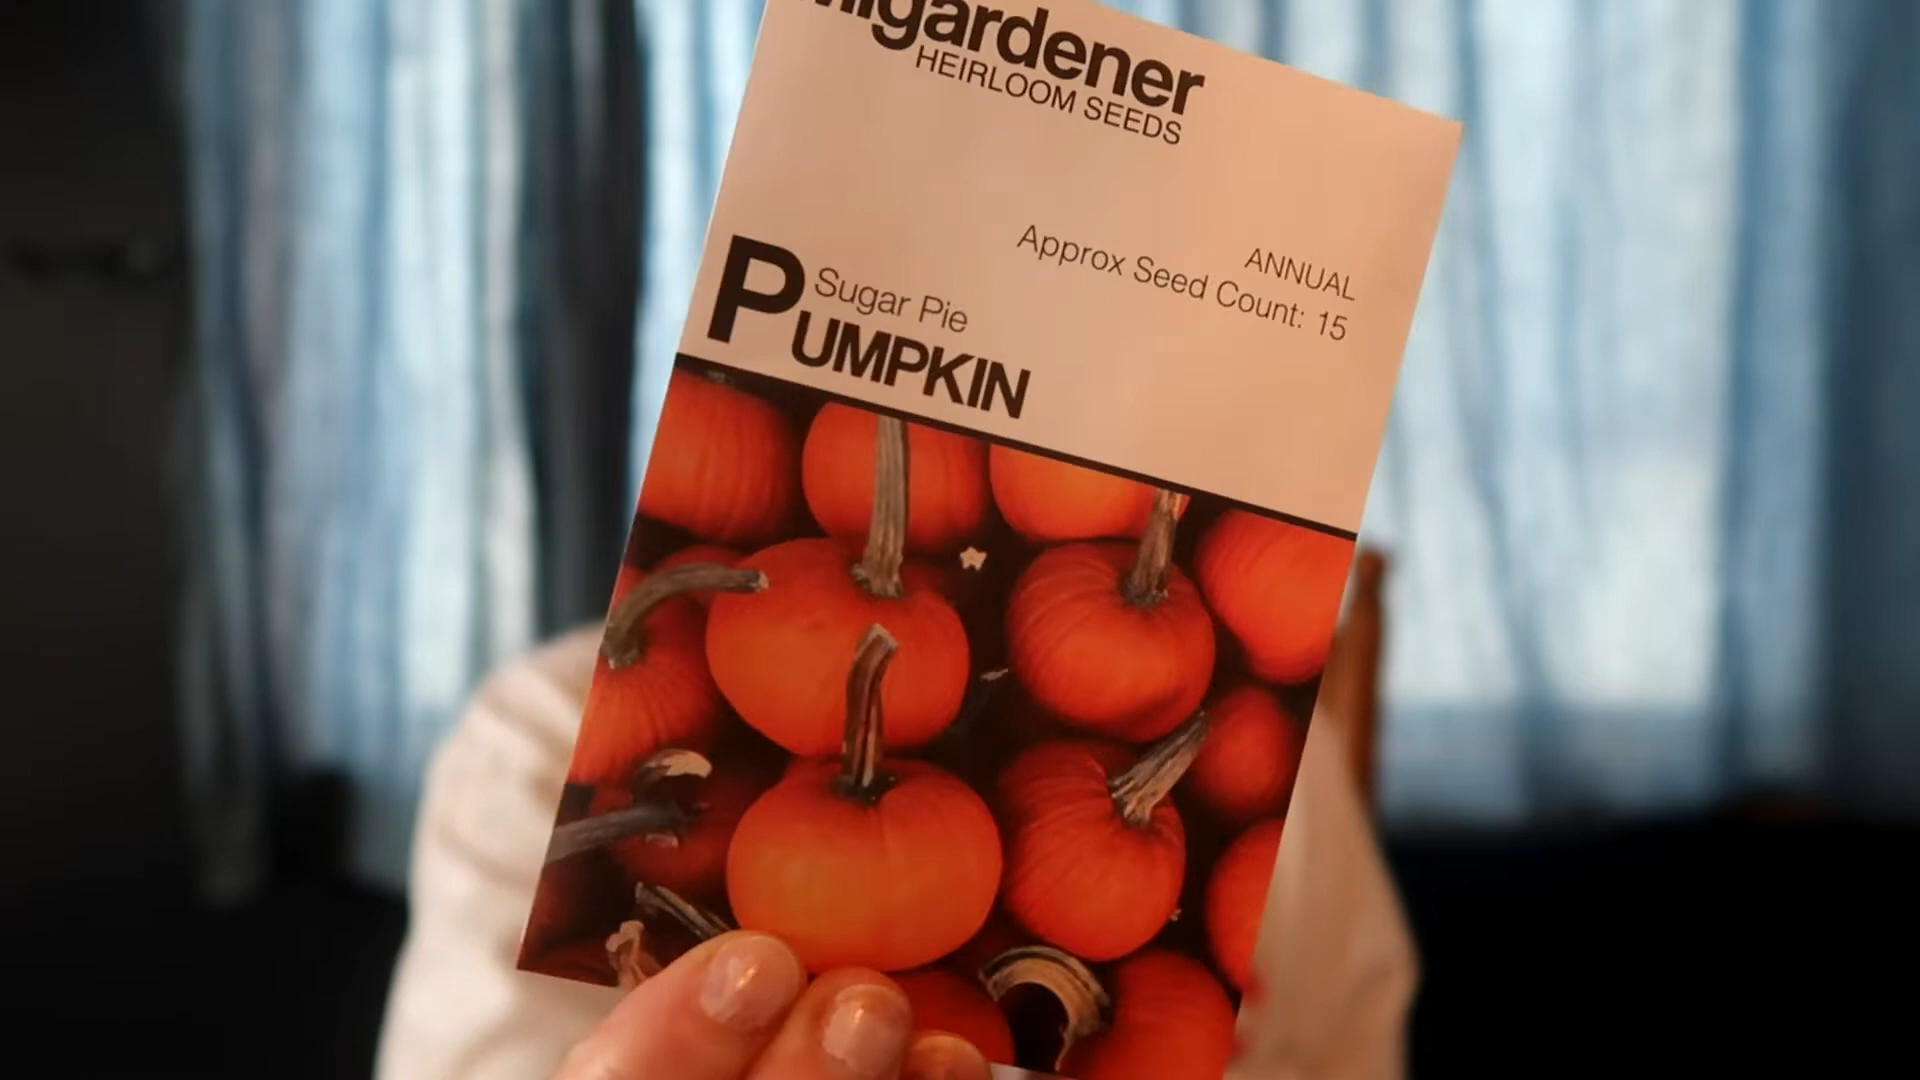 Migardener
HEIRLOOM SEEDS
ANNUAL
Approx Seed Count: 15
Sugar Pie
PUMPKIN